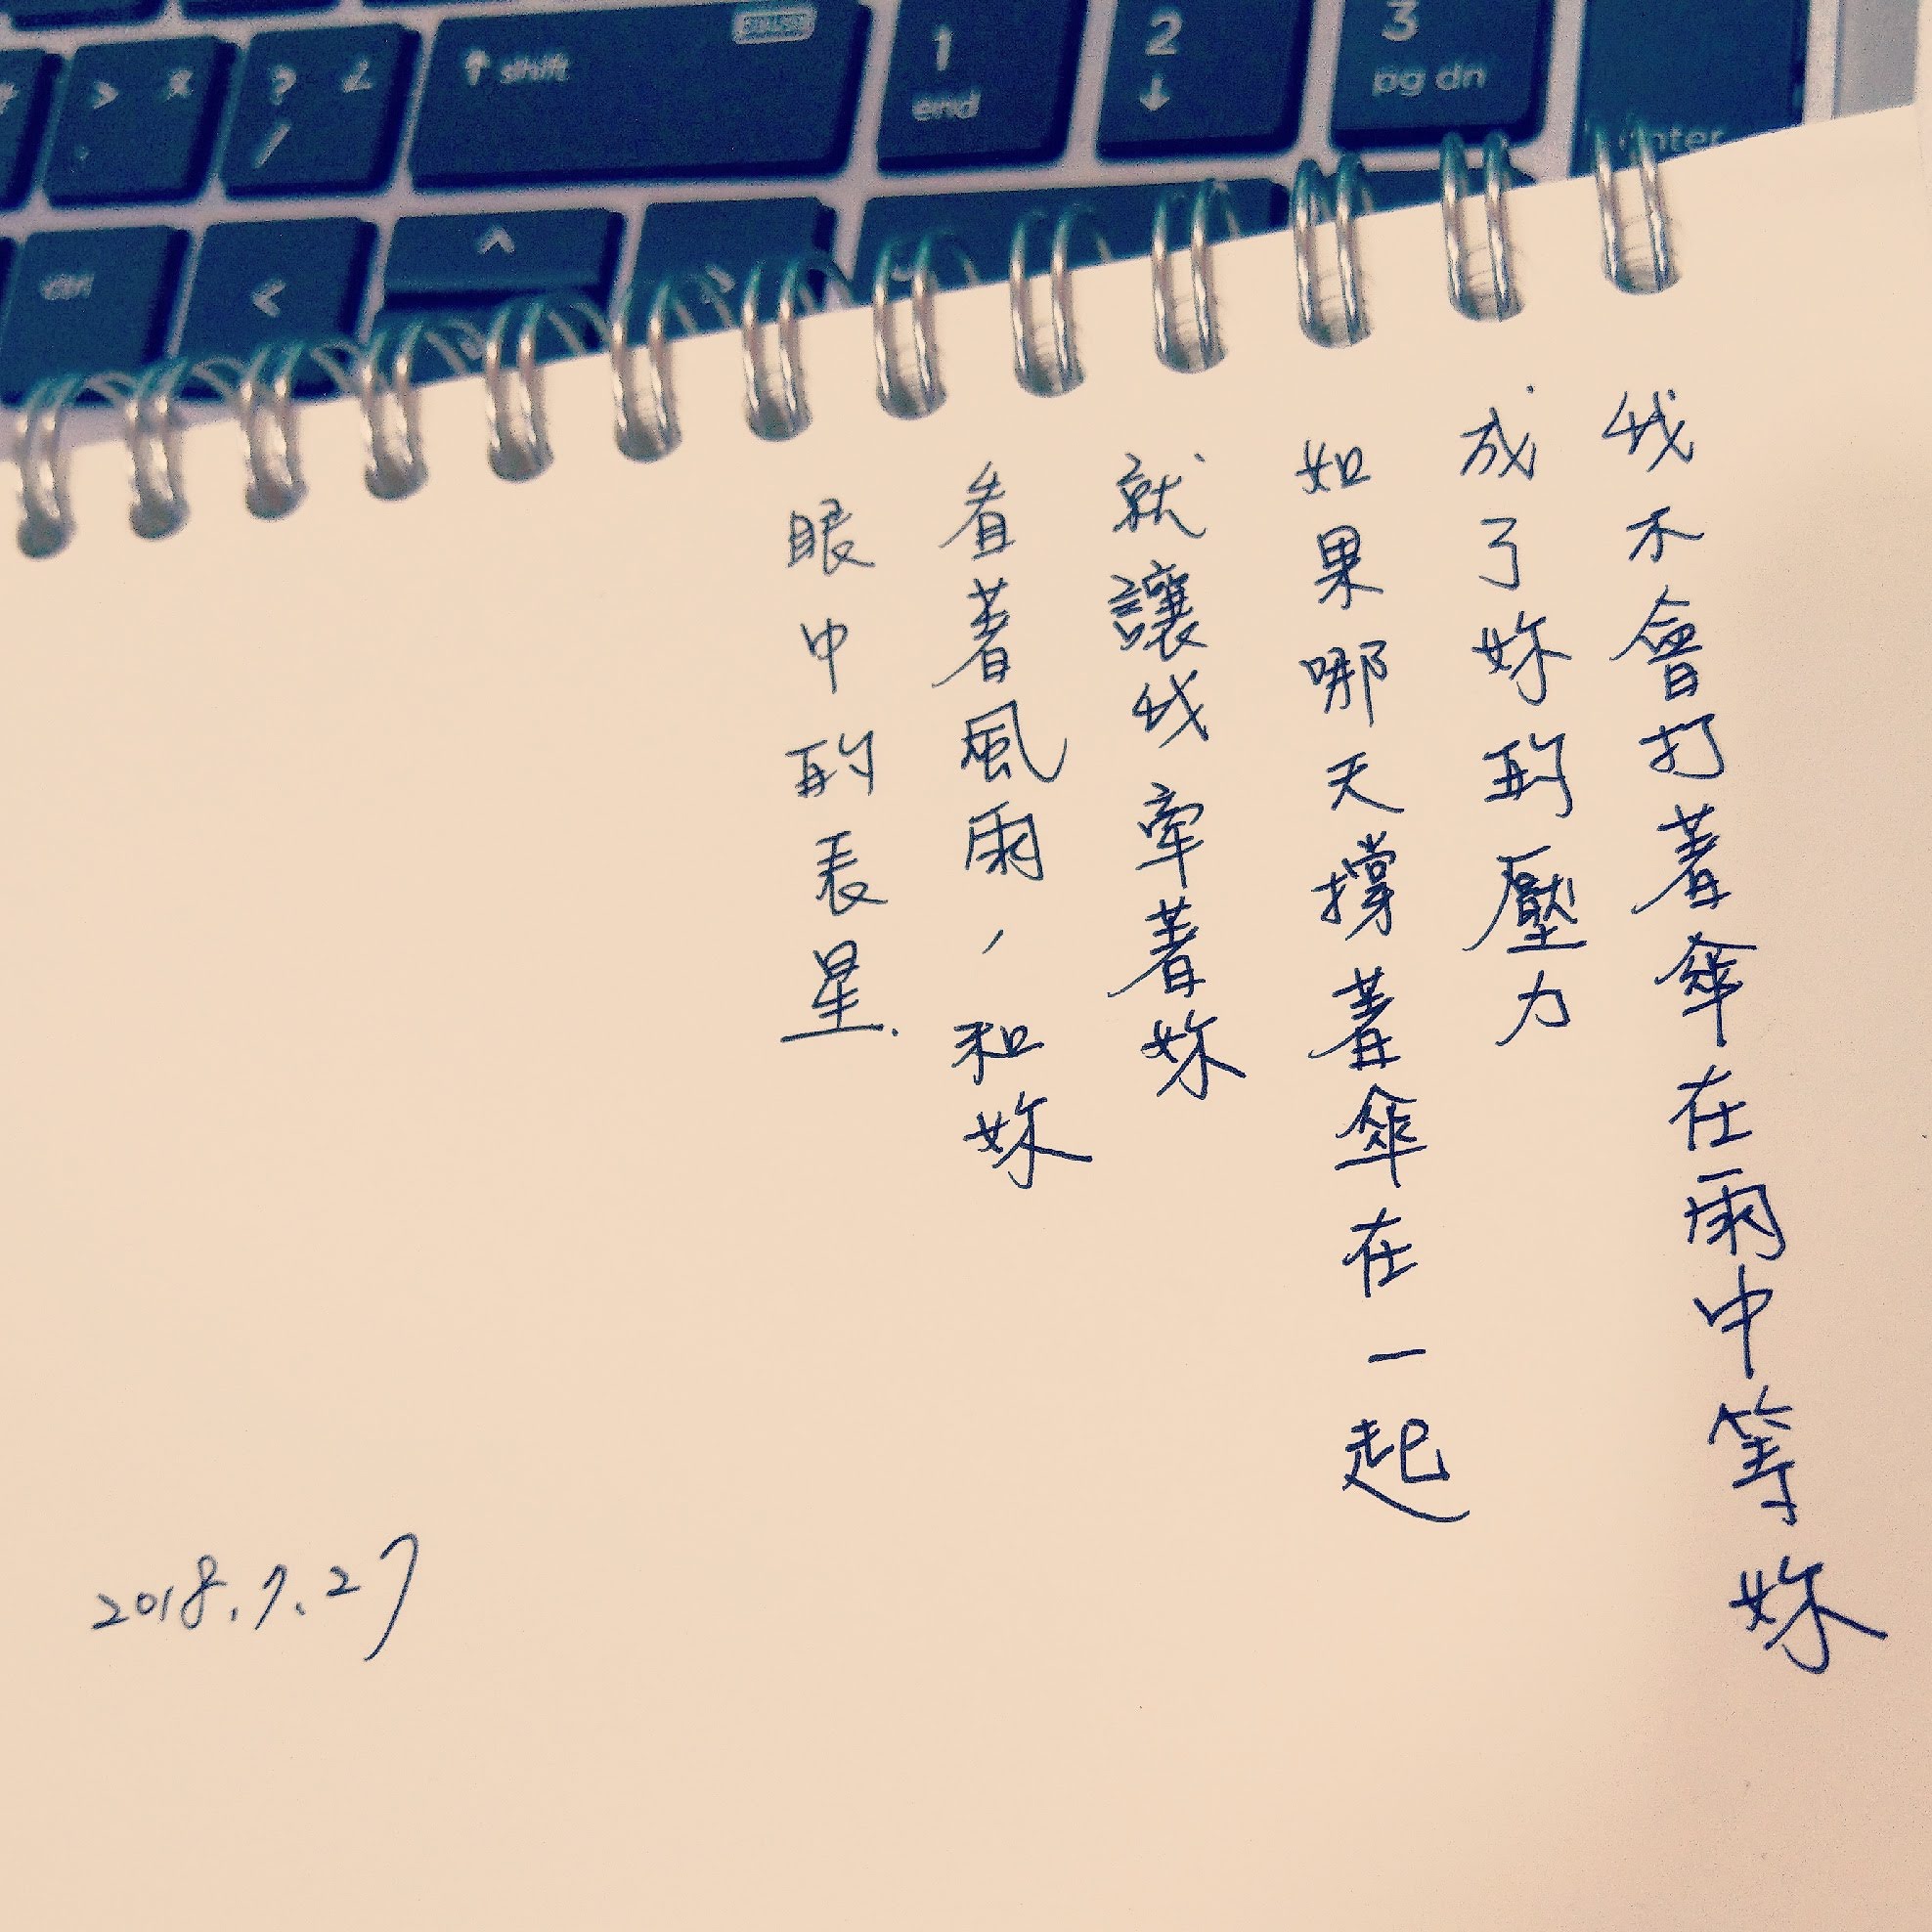 > ×
? ∠
/
↑ shift
1
end
2
↓
3
pg dn
enter
ctrl
<
^
我不會打著傘在雨中等妳
成了妳的壓力
如果哪天撐著傘在一起
就讓我牽著妳
看著風雨,和妳
眼中的辰星.
2018.7.27